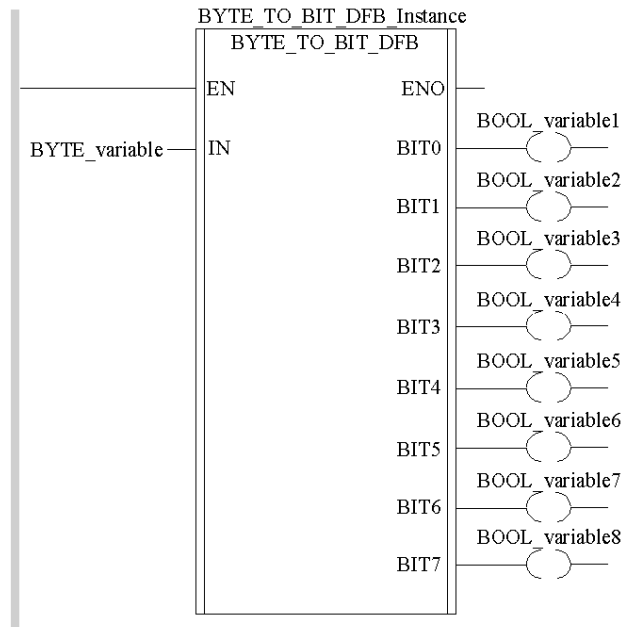 BYTE_TO_BIT_DFB_Instance
BYTE_TO_BIT_DFB
EN ENO
BOOL_variable1
BYTE_variable IN BIT0
BOOL_variable2
BIT1
BOOL_variable3
BIT2
BOOL_variable4
BIT3
BOOL_variable5
BIT4
BOOL_variable6
BIT5
BOOL_variable7
BIT6
BOOL_variable8
BIT7